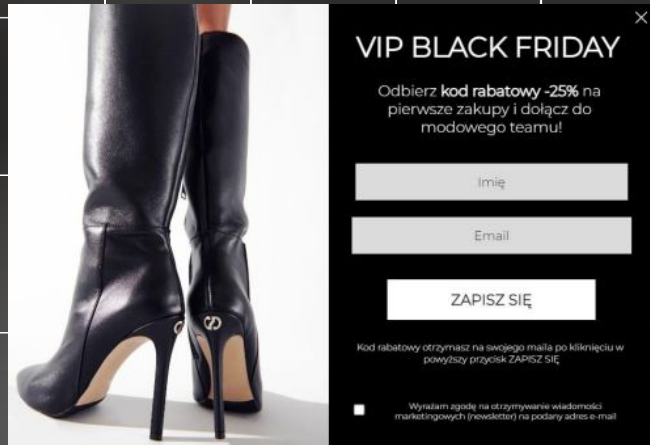 VIP BLACK FRIDAY
Odbierz kod rabatowy -25% na
pierwsze zakupy i dołącz do
modowego teamu!
Imię
Email
ZAPISZ SIĘ
Kod rabatowy otrzymasz na swojego maila po kliknięciu w
powyższy przycisk ZAPISZ SIĘ
Wyrażam zgodę na otrzymywanie wiadomości
marketingowych (newsletter) na podany adres e-mail